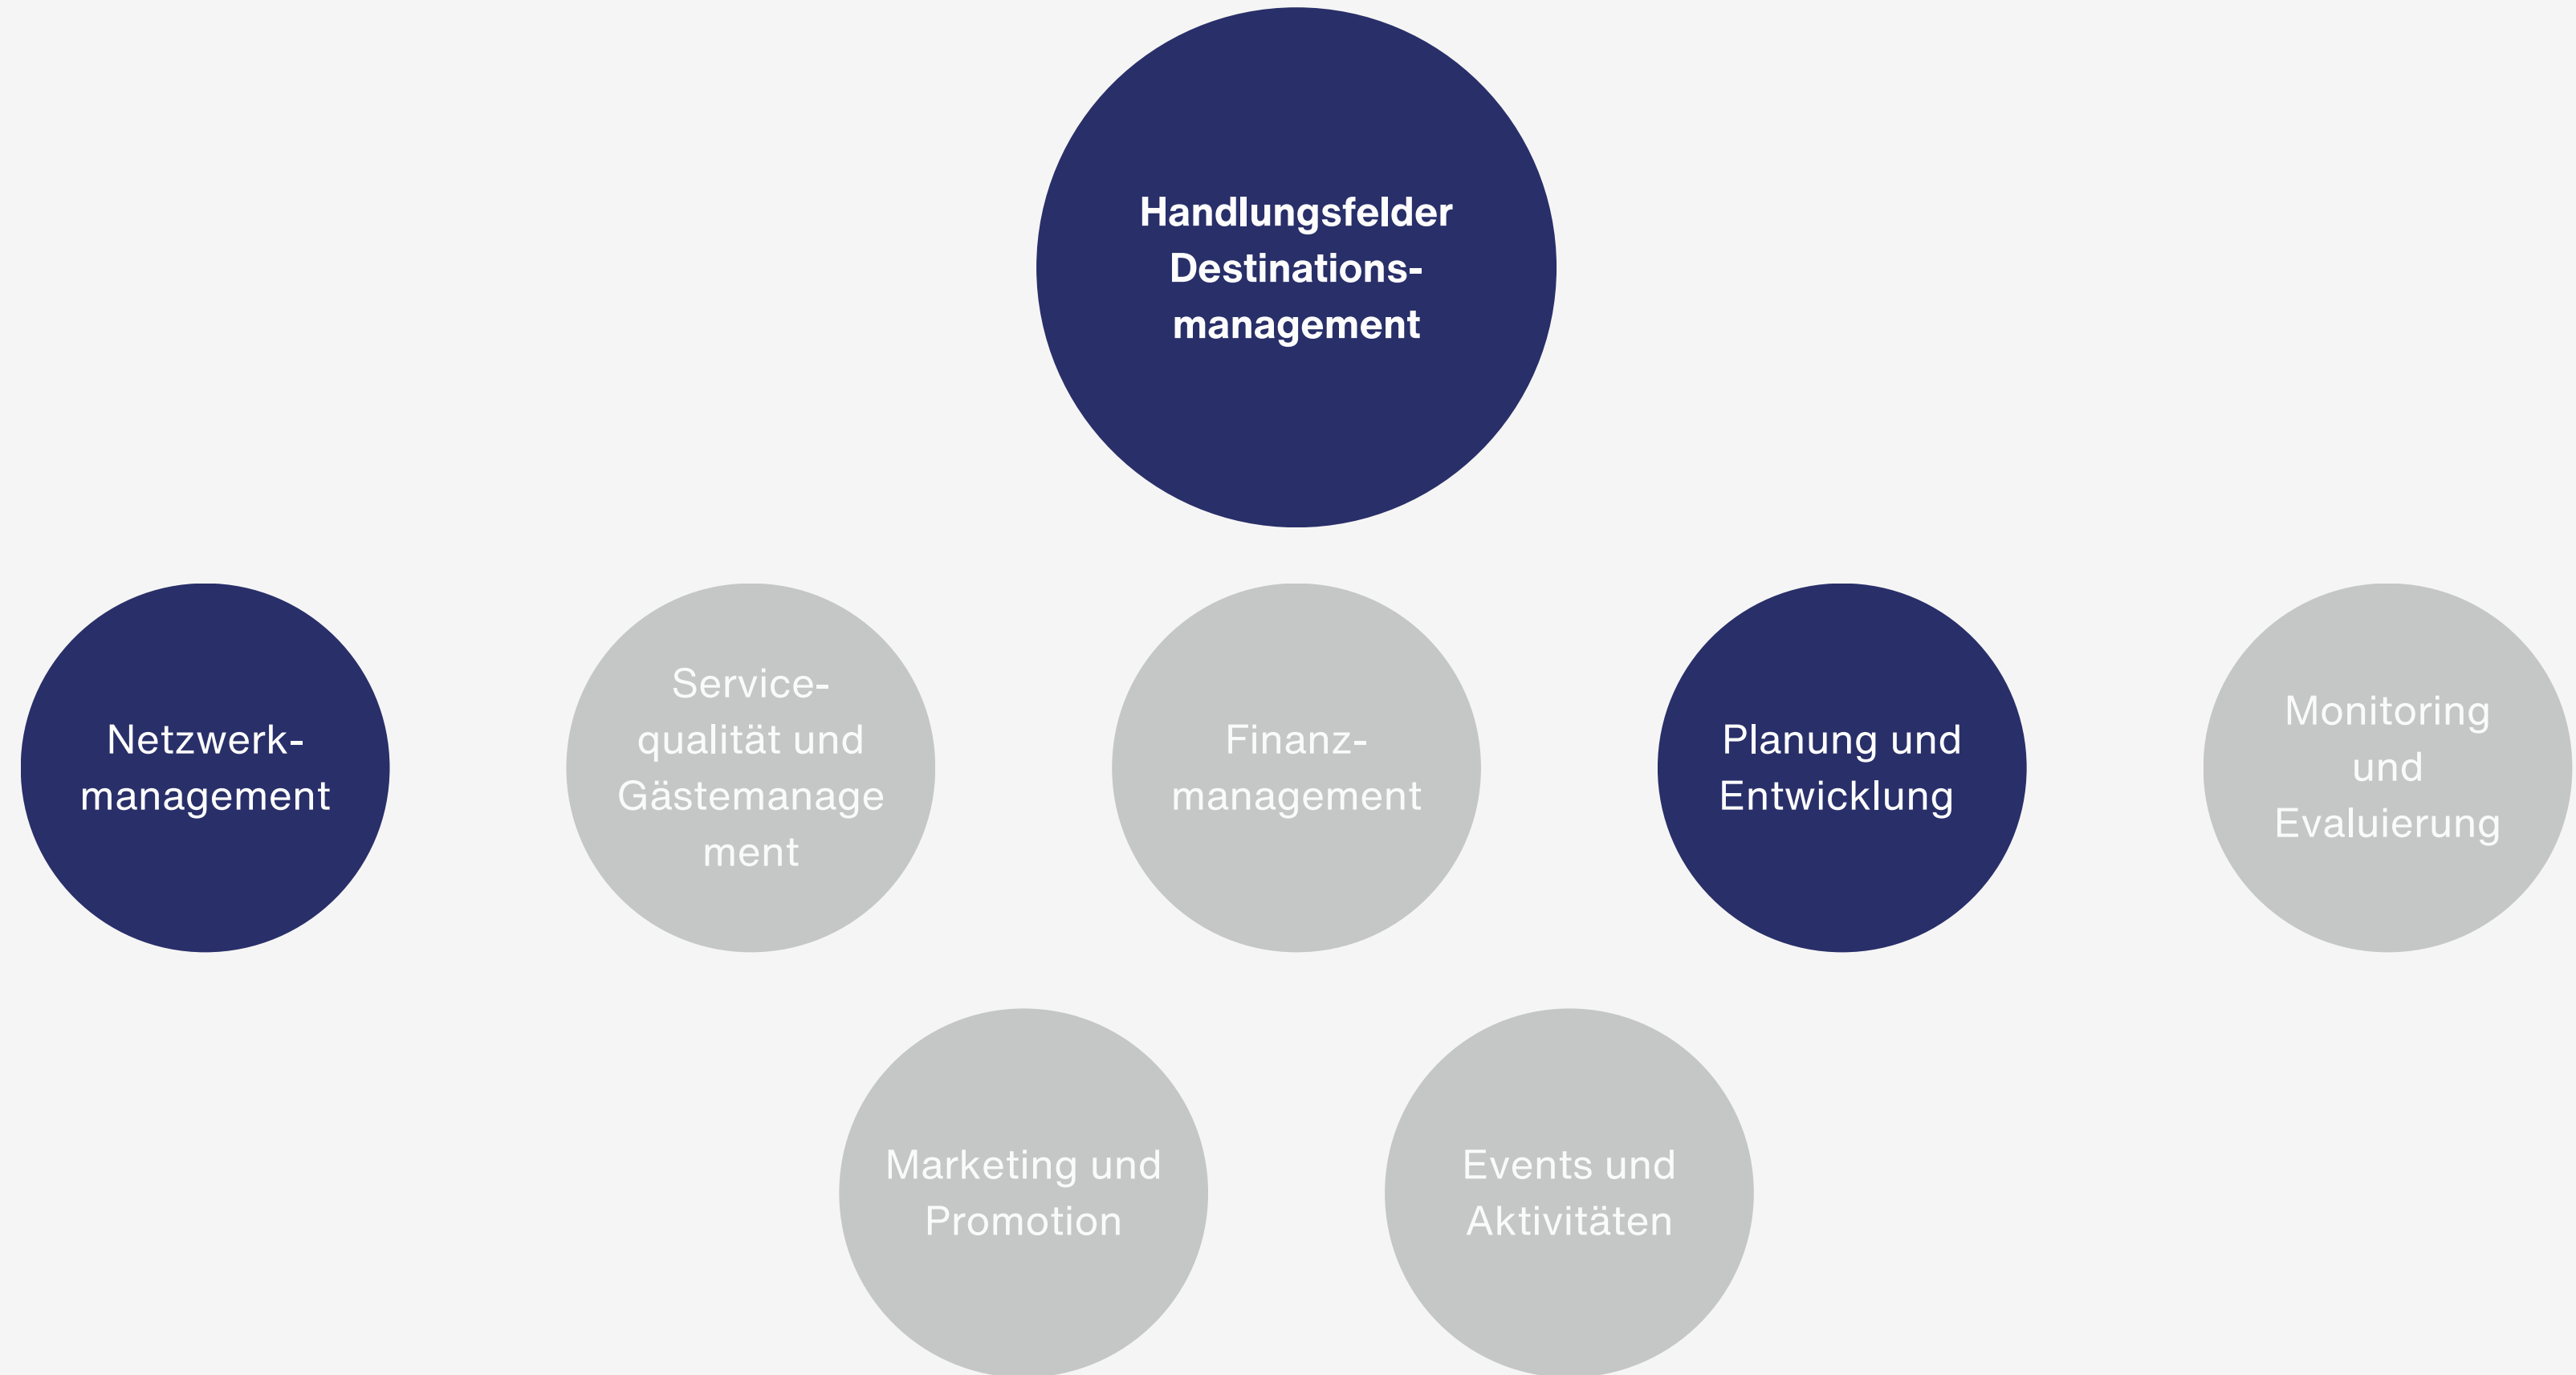 Handlungsfelder
Destinations-
management
Netzwerk-
management
Service-
qualität und
Gästemanage
ment
Finanz-
management
Planung und
Entwicklung
Monitoring
und
Evaluierung
Marketing und
Promotion
Events und
Aktivitäten